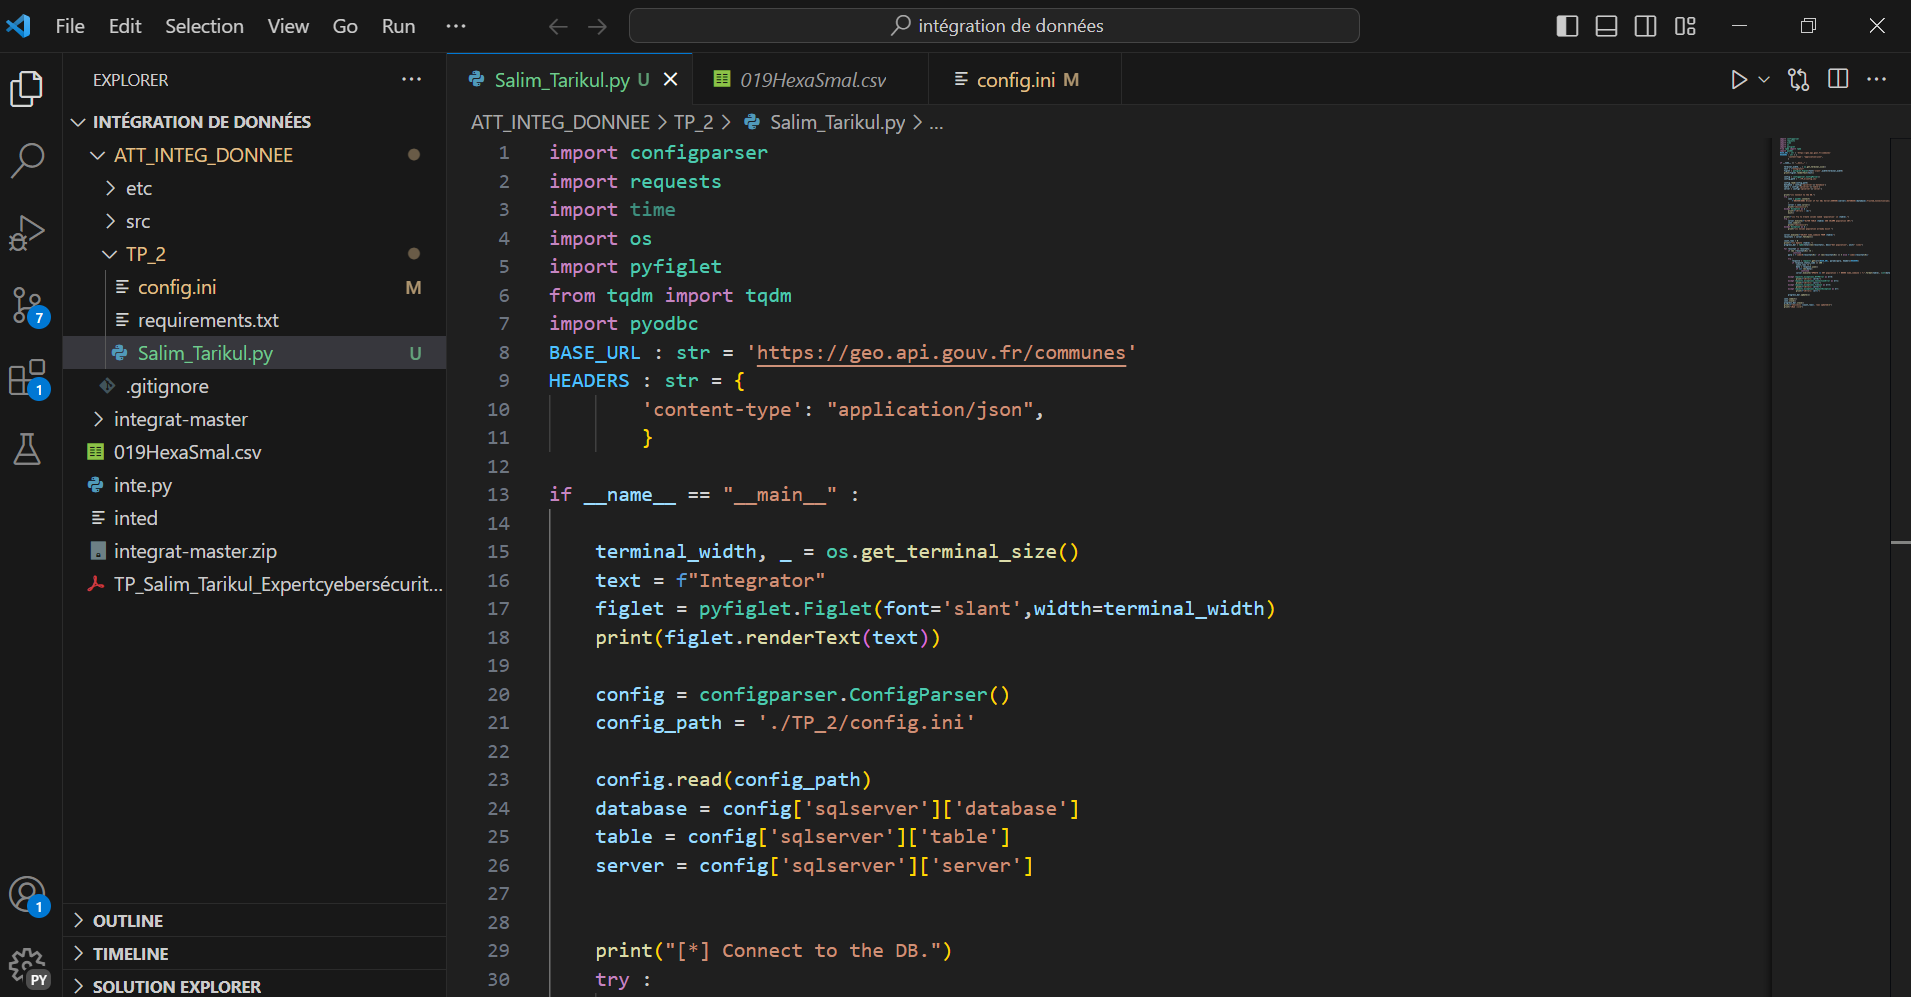 File Edit Selection View Go Run ···
intégration de données
EXPLORER ···
INTÉGRATION DE DONNÉES
ATT_INTEG_DONNEE
etc
src
TP_2
config.ini M
requirements.txt
Salim_Tarikul.py U
.gitignore
integrat-master
019HexaSmal.csv
inte.py
inted
integrat-master.zip
TP_Salim_Tarikul_Expertcyebersécurit...
OUTLINE
TIMELINE
SOLUTION EXPLORER
7
1
1
PY
Salim_Tarikul.py U
019HexaSmal.csv
config.ini M
ATT_INTEG_DONNEE > TP_2 > Salim_Tarikul.py > ...
1 import configparser
2 import requests
3 import time
4 import os
5 import pyfiglet
6 from tqdm import tqdm
7 import pyodbc
8 BASE_URL : str = 'https://geo.api.gouv.fr/communes'
9 HEADERS : str = {
10 'content-type': "application/json",
11 }
12
13 if __name__ == "__main__" :
14
15 terminal_width, _ = os.get_terminal_size()
16 text = f"Integrator"
17 figlet = pyfiglet.Figlet(font='slant',width=terminal_width)
18 print(figlet.renderText(text))
19
20 config = configparser.ConfigParser()
21 config_path = './TP_2/config.ini'
22
23 config.read(config_path)
24 database = config['sqlserver']['database']
25 table = config['sqlserver']['table']
26 server = config['sqlserver']['server']
27
28
29 print("[*] Connect to the DB.")
30 try :